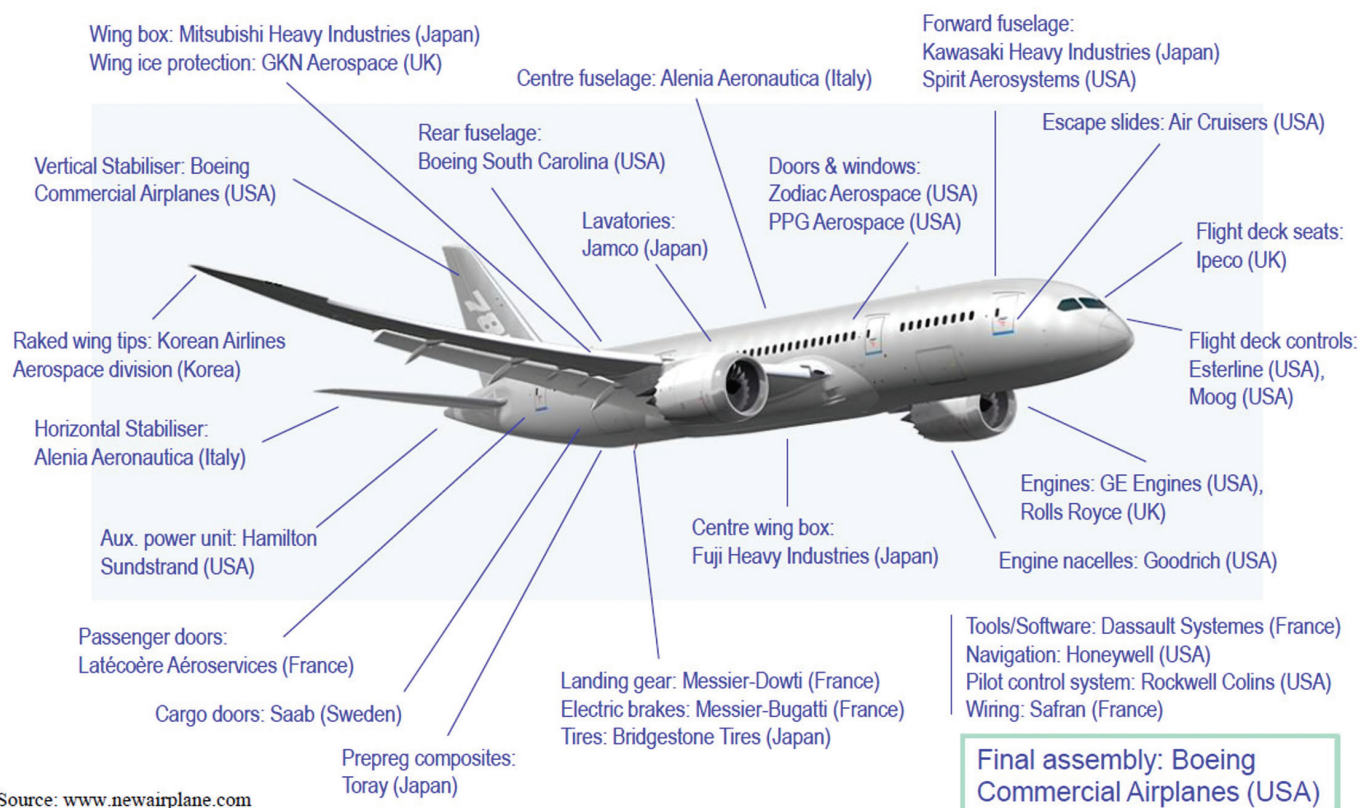 Wing box: Mitsubishi Heavy Industries (Japan)
Wing ice protection: GKN Aerospace (UK)
Centre fuselage: Alenia Aeronautica (Italy)
Forward fuselage:
Kawasaki Heavy Industries (Japan)
Spirit Aerosystems (USA)
Escape slides: Air Cruisers (USA)
Rear fuselage:
Boeing South Carolina (USA)
Vertical Stabiliser: Boeing
Commercial Airplanes (USA)
Doors & windows:
Zodiac Aerospace (USA)
PPG Aerospace (USA)
Lavatories:
Jamco (Japan)
Flight deck seats:
Ipeco (UK)
787
Raked wing tips: Korean Airlines
Aerospace division (Korea)
Flight deck controls:
Esterline (USA),
Moog (USA)
Horizontal Stabiliser:
Alenia Aeronautica (Italy)
Engines: GE Engines (USA),
Rolls Royce (UK)
Aux. power unit: Hamilton
Sundstrand (USA)
Centre wing box:
Fuji Heavy Industries (Japan)
Engine nacelles: Goodrich (USA)
Passenger doors:
Latécoère Aéroservices (France)
Tools/Software: Dassault Systemes (France)
Navigation: Honeywell (USA)
Pilot control system: Rockwell Colins (USA)
Wiring: Safran (France)
Landing gear: Messier-Dowti (France)
Electric brakes: Messier-Bugatti (France)
Tires: Bridgestone Tires (Japan)
Cargo doors: Saab (Sweden)
Prepreg composites:
Toray (Japan)
Final assembly: Boeing
Commercial Airplanes (USA)
Source: www.newairplane.com